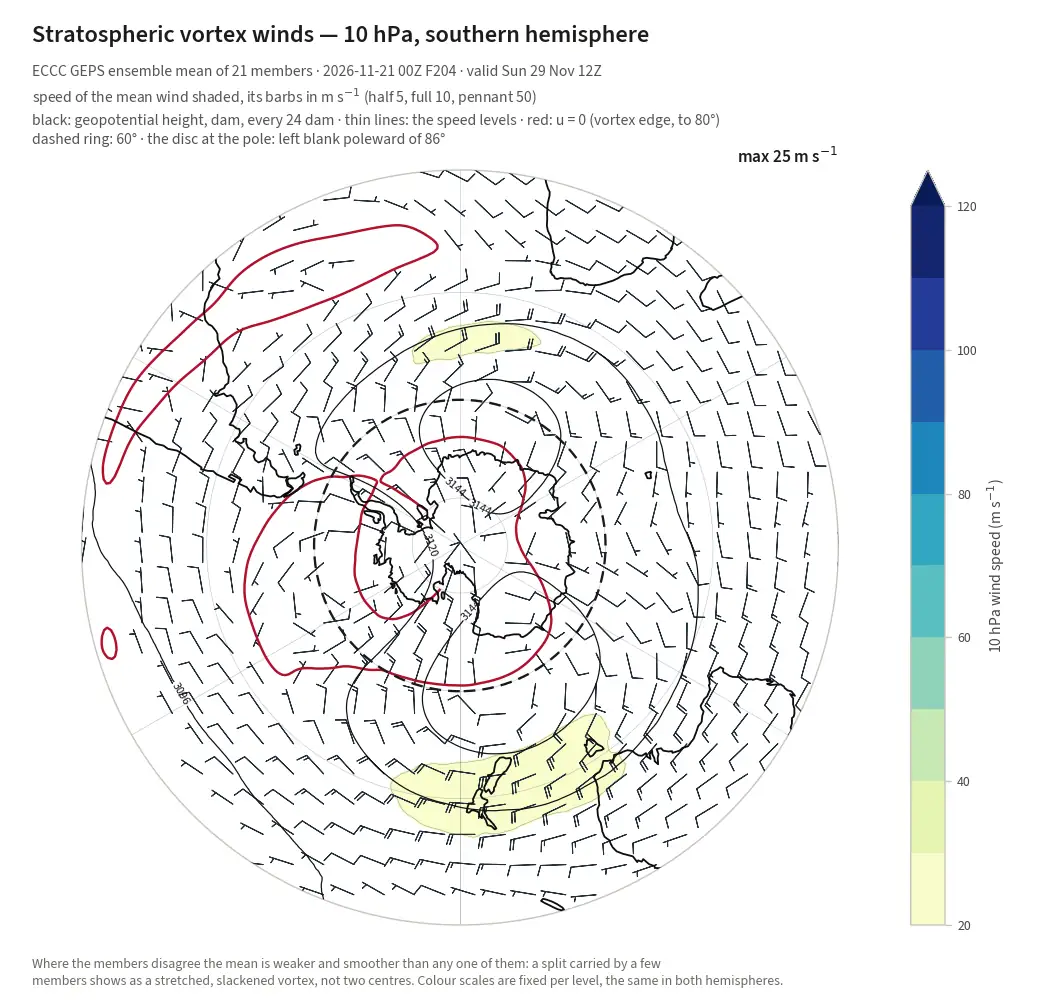 Stratospheric vortex winds — 10 hPa, southern hemisphere
ECCC GEPS ensemble mean of 21 members · 2026-11-21 00Z F204 · valid Sun 29 Nov 12Z
speed of the mean wind shaded, its barbs in m s⁻¹ (half 5, full 10, pennant 50)
black: geopotential height, dam, every 24 dam · thin lines: the speed levels · red: u = 0 (vortex edge, to 80°)
dashed ring: 60° · the disc at the pole: left blank poleward of 86°
max 25 m s⁻¹
120
100
80
60
40
20
10 hPa wind speed (m s⁻¹)
3144
3144
3120
Where the members disagree the mean is weaker and smoother than any one of them: a split carried by a few
members shows as a stretched, slackened vortex, not two centres. Colour scales are fixed per level, the same in both hemispheres.